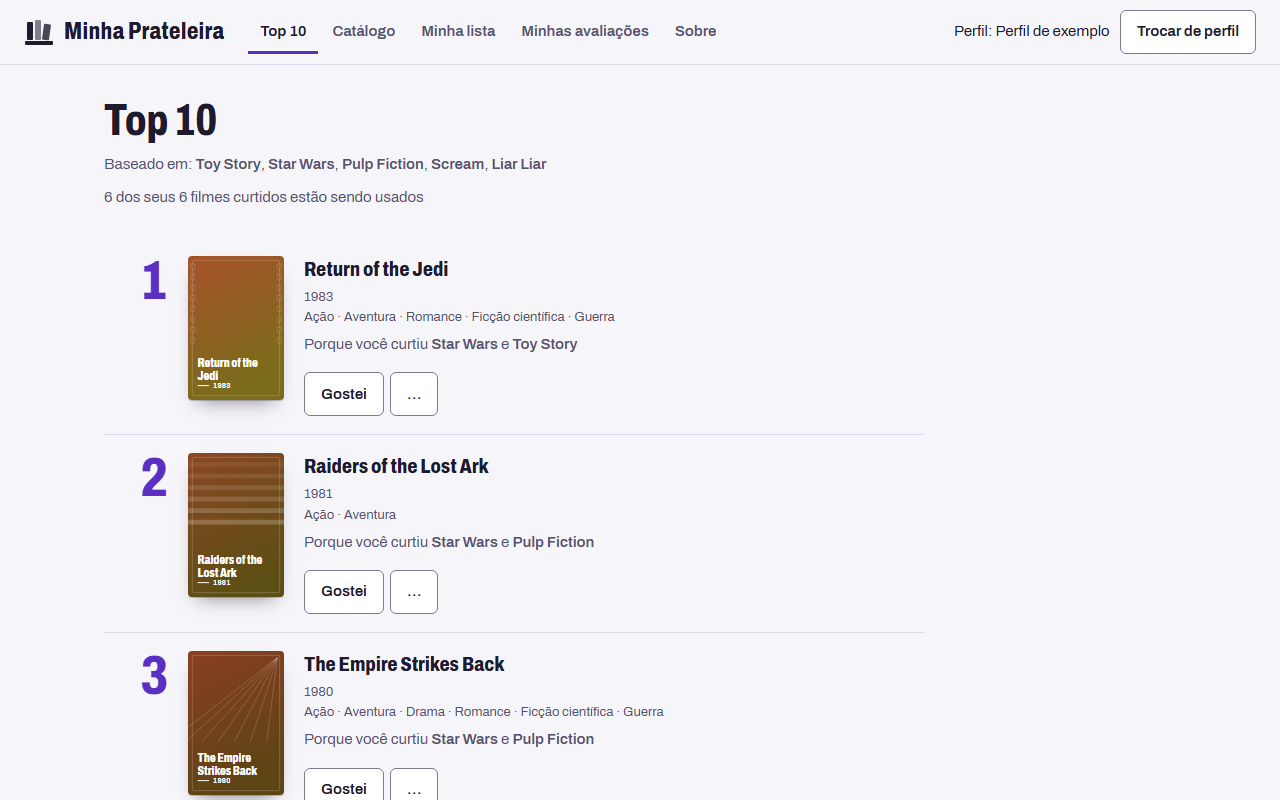 Minha Prateleira
Top 10
Catálogo
Minha lista
Minhas avaliações
Sobre
Perfil: Perfil de exemplo
Trocar de perfil
Top 10
Baseado em: Toy Story, Star Wars, Pulp Fiction, Scream, Liar Liar
6 dos seus 6 filmes curtidos estão sendo usados
1
Return of the
Jedi
1983
Return of the Jedi
1983
Ação · Aventura · Romance · Ficção científica · Guerra
Porque você curtiu Star Wars e Toy Story
Gostei
...
2
Raiders of the
Lost Ark
1981
Raiders of the Lost Ark
1981
Ação · Aventura
Porque você curtiu Star Wars e Pulp Fiction
Gostei
...
3
The Empire
Strikes Back
1980
The Empire Strikes Back
1980
Ação · Aventura · Drama · Romance · Ficção científica · Guerra
Porque você curtiu Star Wars e Pulp Fiction
Gostei
...